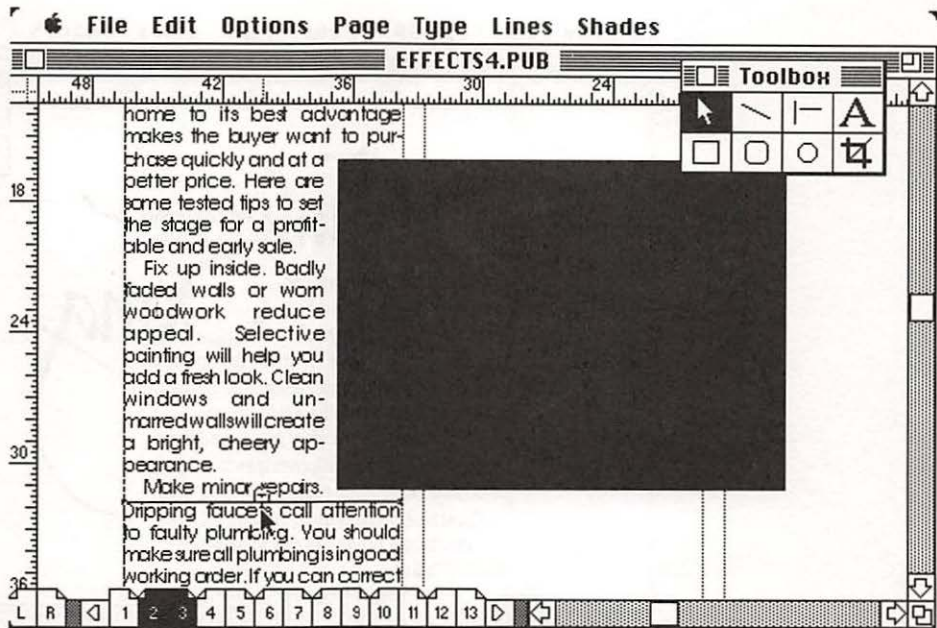 File Edit Options Page Type Lines Shades
EFFECTS4.PUB
Toolbox
48 42 36 30 24
A
18
24
30
36
home to its best advantage
makes the buyer want to pur-
chase quickly and at a
better price. Here are
some tested tips to set
the stage for a profit-
able and early sale.
Fix up inside. Badly
faded walls or worn
woodwork reduce
appeal. Selective
painting will help you
add a fresh look. Clean
windows and un-
marred walls will create
a bright, cheery ap-
pearance.
Make minor repairs.
Dripping faucets call attention
to faulty plumbing. You should
make sure all plumbing is in good
working order. If you can correct
L R 1 2 3 4 5 6 7 8 9 10 11 12 13